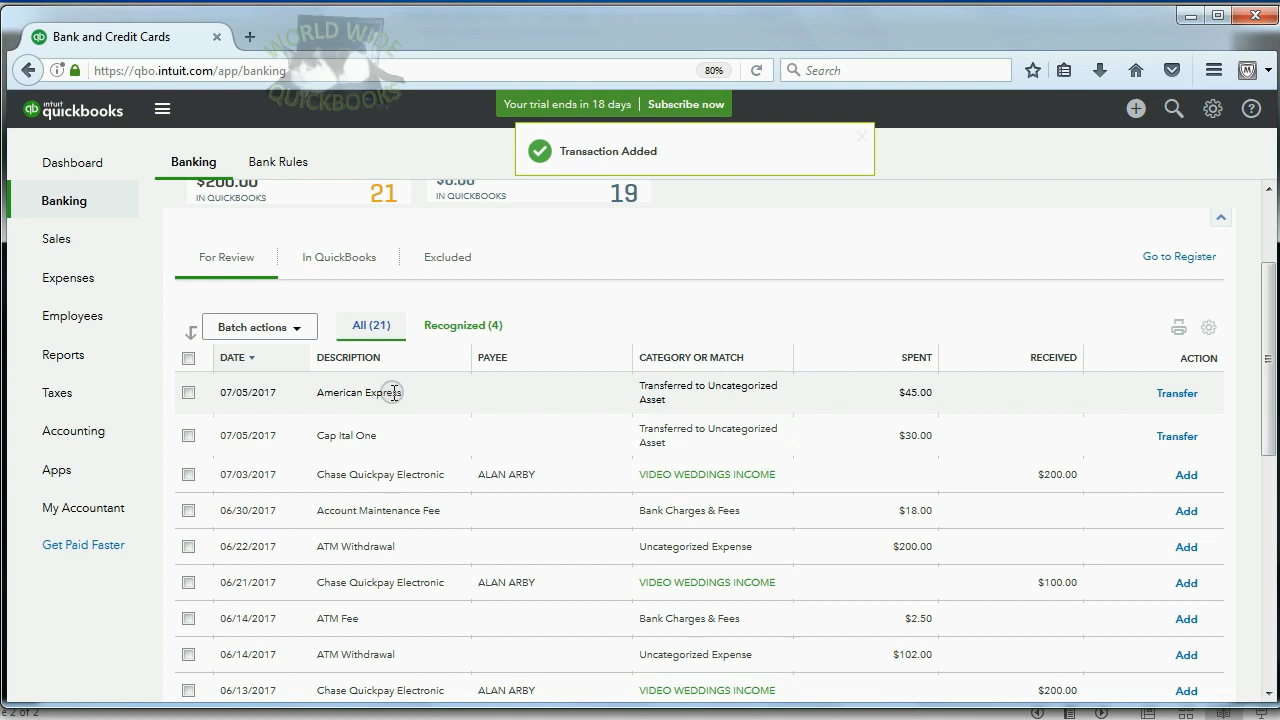 Bank and Credit Cards
WORLD WIDE
QUICKBOOKS
https://qbo.intuit.com/app/banking
80%
Search
intuit
quickbooks
Your trial ends in 18 days
Subscribe now
Transaction Added
Dashboard
Banking
Sales
Expenses
Employees
Reports
Taxes
Accounting
Apps
My Accountant
Get Paid Faster
Banking
Bank Rules
$200.00
IN QUICKBOOKS
21
$0.00
IN QUICKBOOKS
19
For Review
In QuickBooks
Excluded
Go to Register
Batch actions
All (21)
Recognized (4)
DATE DESCRIPTION PAYEE CATEGORY OR MATCH SPENT RECEIVED ACTION
07/05/2017 American Express Transferred to Uncategorized $45.00 Transfer
Asset
07/05/2017 Cap Ital One Transferred to Uncategorized $30.00 Transfer
Asset
07/03/2017 Chase Quickpay Electronic ALAN ARBY VIDEO WEDDINGS INCOME $200.00 Add
06/30/2017 Account Maintenance Fee Bank Charges & Fees $18.00 Add
06/22/2017 ATM Withdrawal Uncategorized Expense $200.00 Add
06/21/2017 Chase Quickpay Electronic ALAN ARBY VIDEO WEDDINGS INCOME $100.00 Add
06/14/2017 ATM Fee Bank Charges & Fees $2.50 Add
06/14/2017 ATM Withdrawal Uncategorized Expense $102.00 Add
06/13/2017 Chase Quickpay Electronic ALAN ARBY VIDEO WEDDINGS INCOME $200.00 Add
e 2 of 2